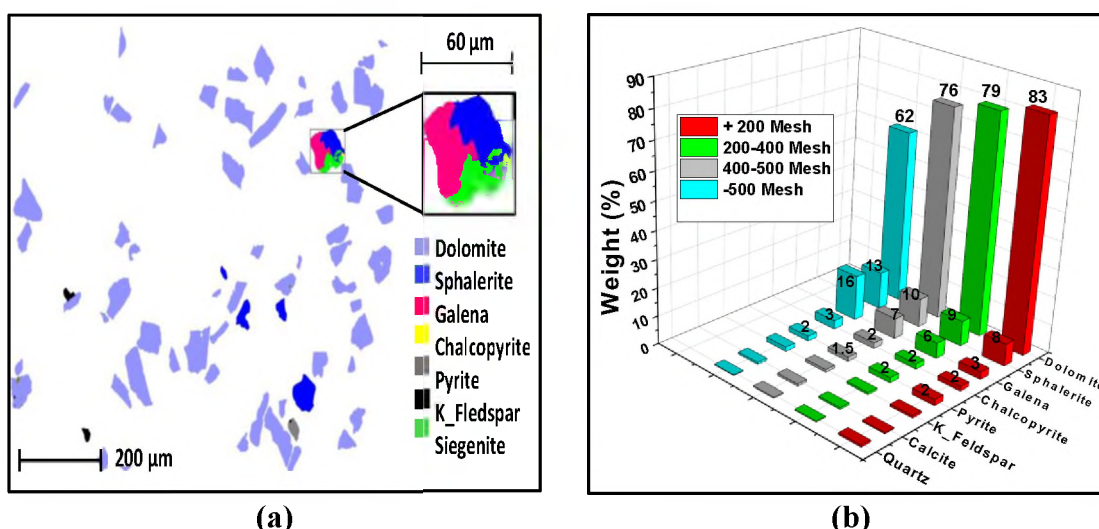 60 µm
Dolomite
Sphalerite
Galena
Chalcopyrite
Pyrite
K_Fledspar
Siegenite
200 µm
(a)
Weight (%)
90
80
70
60
50
40
30
20
10
0
+ 200 Mesh
200-400 Mesh
400-500 Mesh
-500 Mesh
62
76
79
83
13
16
3
2
10
7
2
1.5
9
6
2
2
8
3
2
2
Dolomite
Sphalerite
Galena
Chalcopyrite
Pyrite
K_Feldspar
Calcite
Quartz
(b)